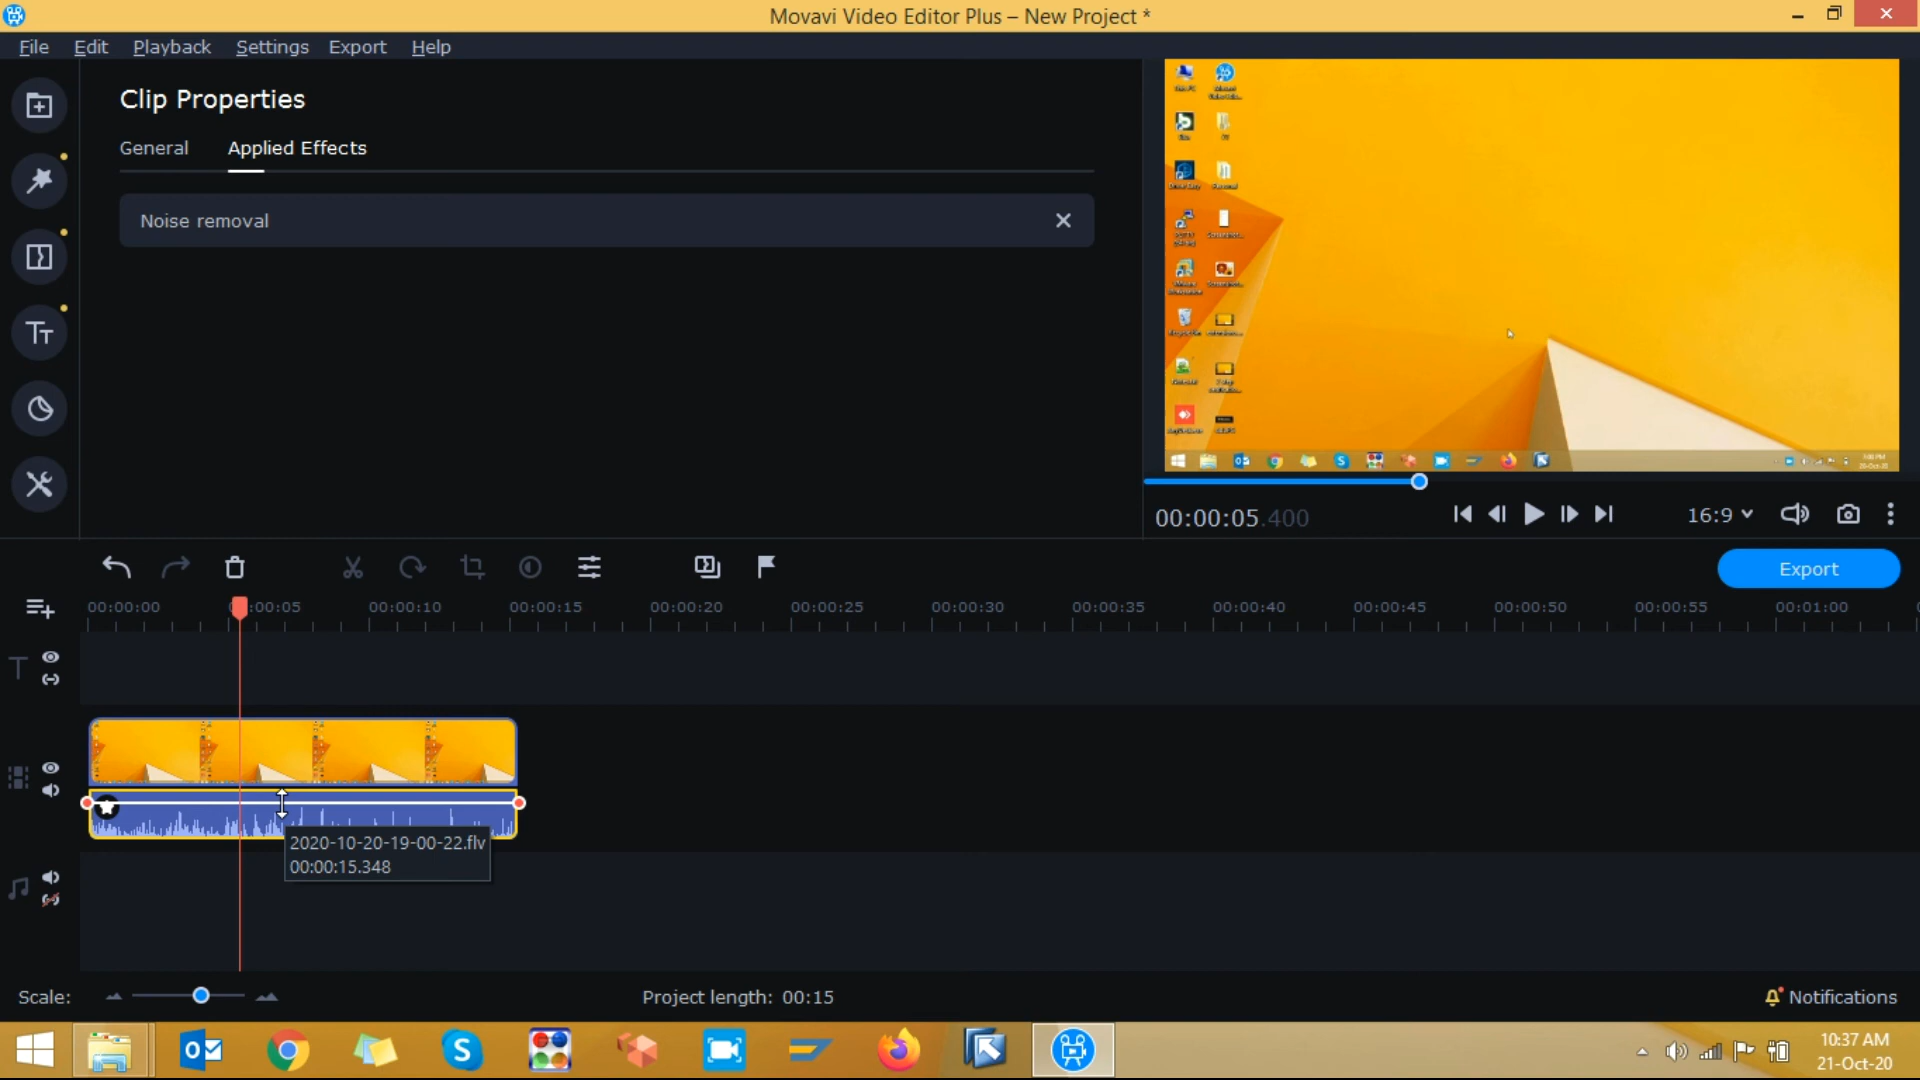 Movavi Video Editor Plus – New Project *
File Edit Playback Settings Export Help
Clip Properties
General Applied Effects
Noise removal
00:00:05.400
16:9
Export
00:00:00 00:00:05 00:00:10 00:00:15 00:00:20 00:00:25 00:00:30 00:00:35 00:00:40 00:00:45 00:00:50 00:00:55 00:01:00
2020-10-20-19-00-22.flv
00:00:15.348
Scale:
Project length: 00:15
Notifications
10:37 AM
21-Oct-20